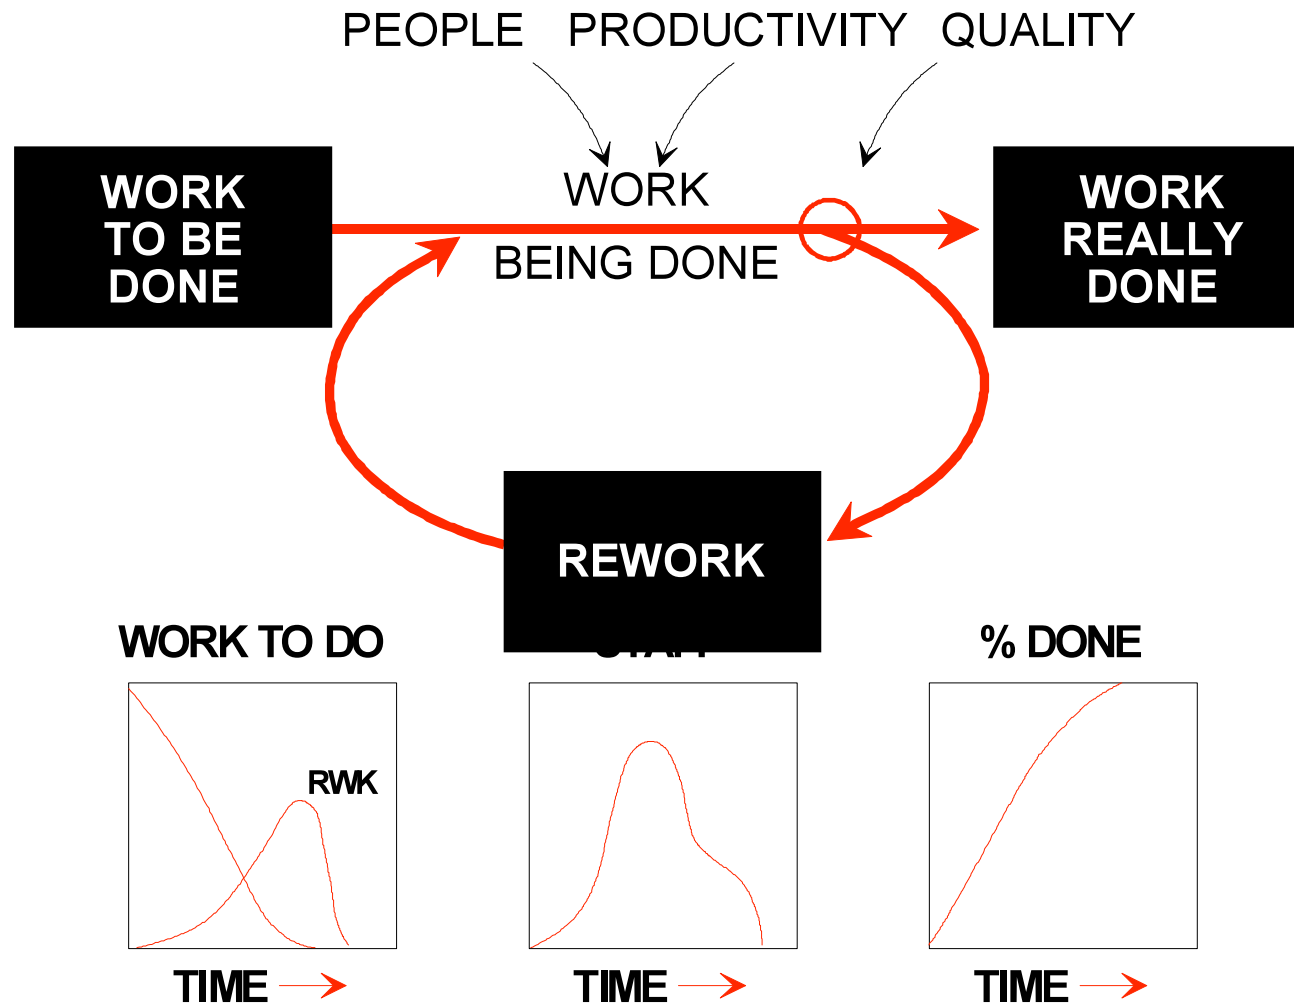 PEOPLE PRODUCTIVITY QUALITY
WORK
TO BE
DONE
WORK
BEING DONE
WORK
REALLY
DONE
REWORK
WORK TO DO
% DONE
RWK
TIME
TIME
TIME